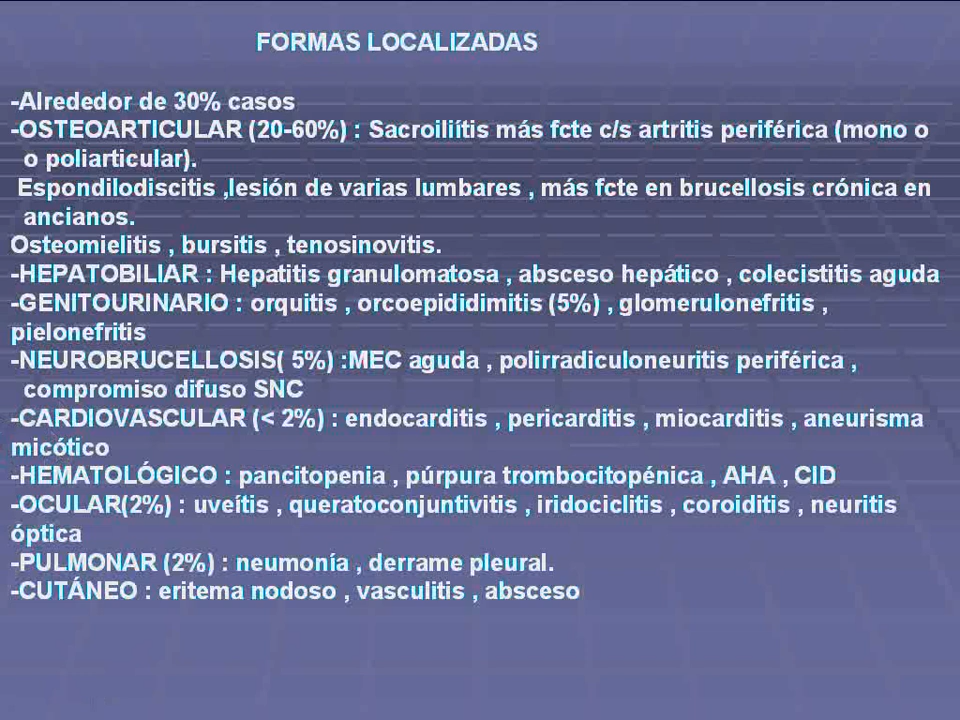 FORMAS LOCALIZADAS
-Alrededor de 30% casos
-OSTEOARTICULAR (20-60%) : Sacroiliítis más fcte c/s artritis periférica (mono o
o poliarticular).
Espondilodiscitis ,lesión de varias lumbares , más fcte en brucellosis crónica en
ancianos.
Osteomielitis , bursitis , tenosinovitis.
-HEPATOBILIAR : Hepatitis granulomatosa , absceso hepático , colecistitis aguda
-GENITOURINARIO : orquitis , orcoepididimitis (5%) , glomerulonefritis ,
pielonefritis
-NEUROBRUCELLOSIS( 5%) :MEC aguda , polirradiculoneuritis periférica ,
compromiso difuso SNC
-CARDIOVASCULAR (< 2%) : endocarditis , pericarditis , miocarditis , aneurisma
micótico
-HEMATOLÓGICO : pancitopenia , púrpura trombocitopénica , AHA , CID
-OCULAR(2%) : uveítis , queratoconjuntivitis , iridociclitis , coroiditis , neuritis
óptica
-PULMONAR (2%) : neumonía , derrame pleural.
-CUTÁNEO : eritema nodoso , vasculitis , absceso